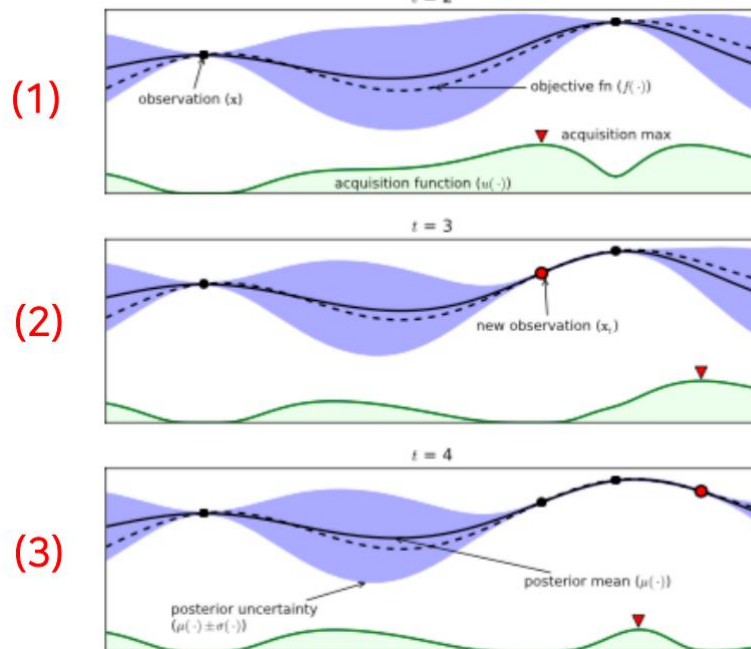 (1)
observation (x)
objective fn (f(·))
acquisition max
acquisition function (u(·))
t = 3
(2)
new observation (xₜ)
t = 4
(3)
posterior mean (μ(·))
posterior uncertainty
(μ(·) ± σ(·))